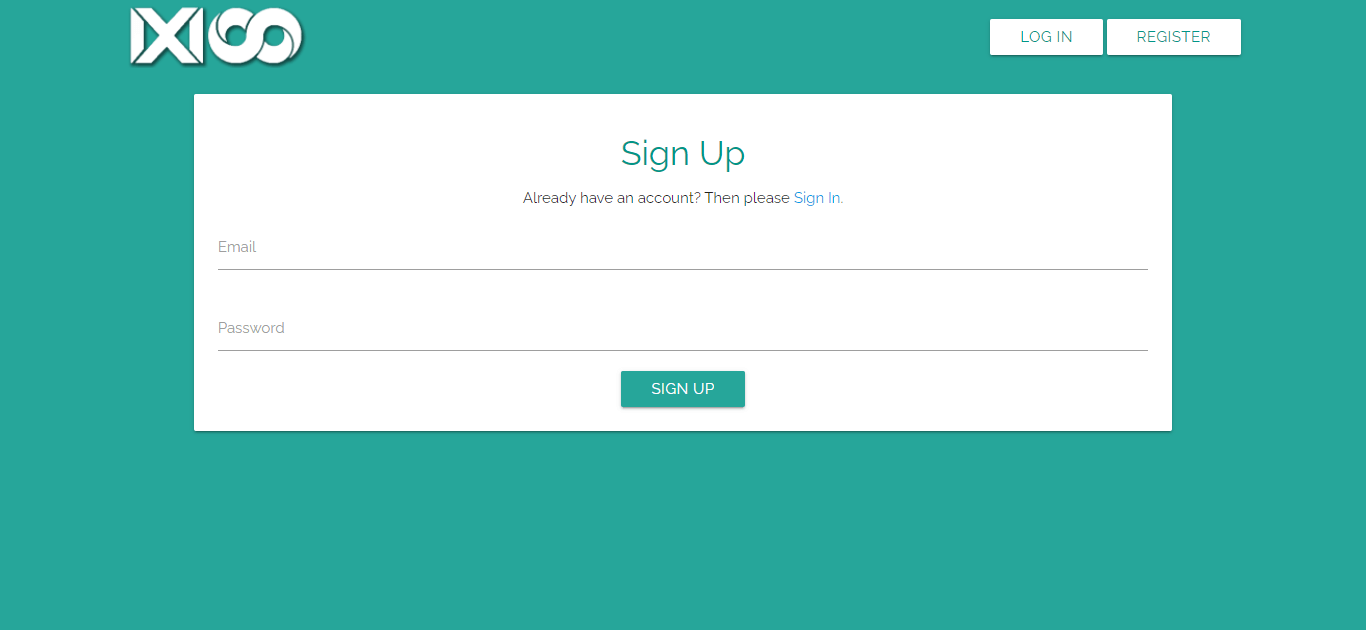 LOG IN REGISTER
Sign Up
Already have an account? Then please Sign In.
Email
Password
SIGN UP